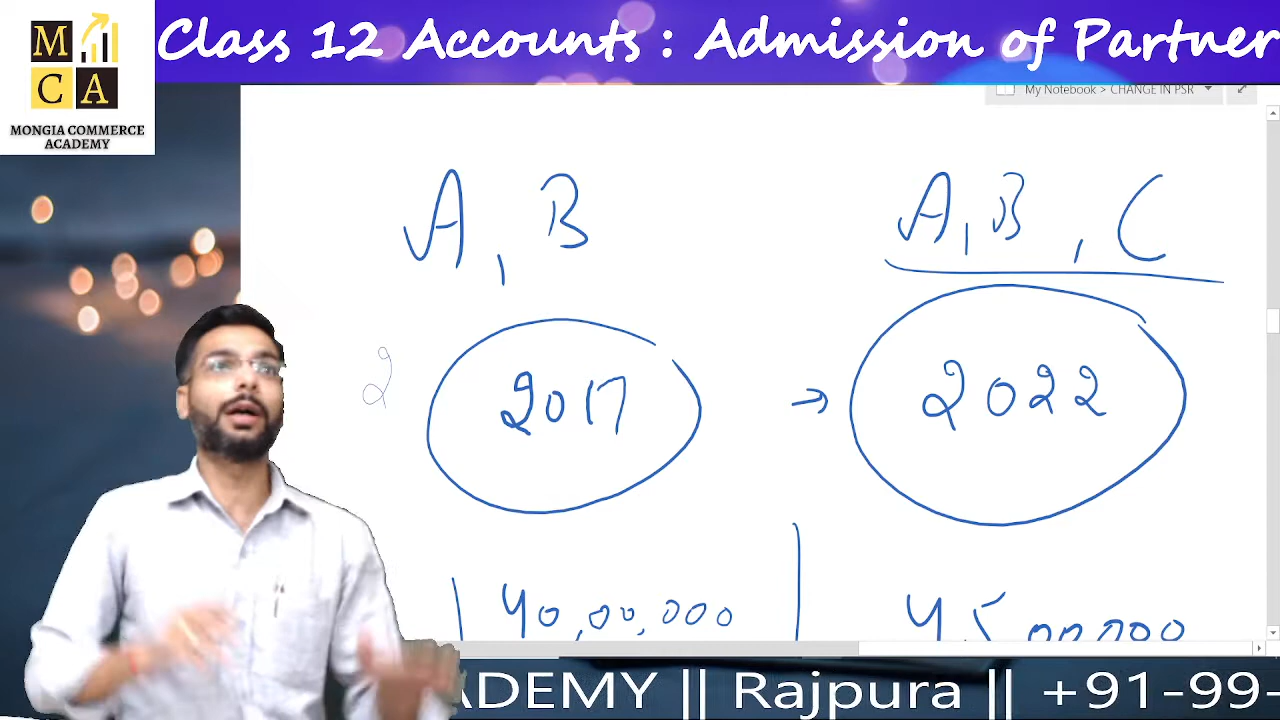 M
C A
MONGIA COMMERCE
ACADEMY
Class 12 Accounts : Admission of Partner
My Notebook > CHANGE IN PSR
A, B
A, B, C
2
2017
→ 2022
40,00,000
45,00,000
ADEMY || Rajpura || +91-99-